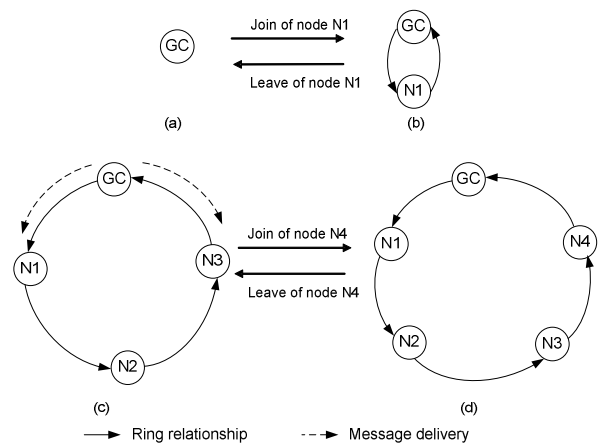 GC
Join of node N1
Leave of node N1
GC
N1
(a)
(b)
GC
N1
N2
N3
Join of node N4
Leave of node N4
GC
N1
N2
N3
N4
(c)
(d)
Ring relationship
Message delivery